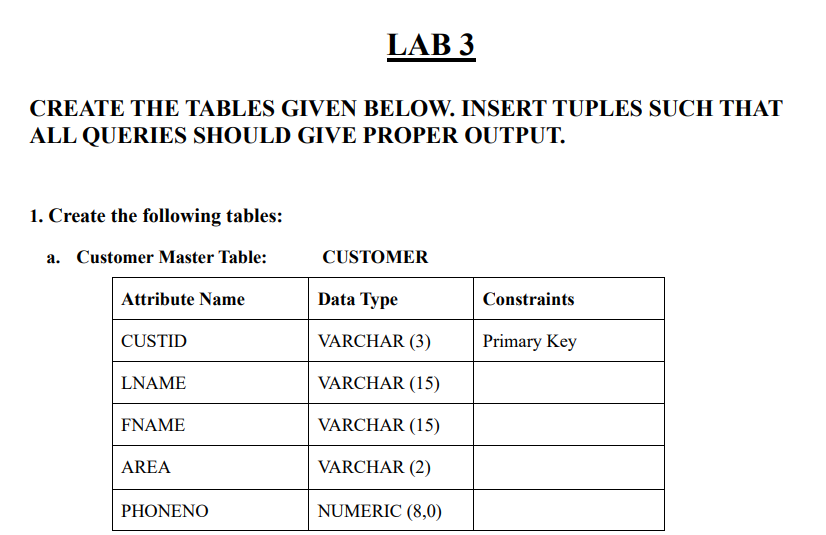 LAB 3
CREATE THE TABLES GIVEN BELOW. INSERT TUPLES SUCH THAT
ALL QUERIES SHOULD GIVE PROPER OUTPUT.
1. Create the following tables:
a. Customer Master Table: CUSTOMER
Attribute Name Data Type Constraints
CUSTID VARCHAR (3) Primary Key
LNAME VARCHAR (15)
FNAME VARCHAR (15)
AREA VARCHAR (2)
PHONENO NUMERIC (8,0)